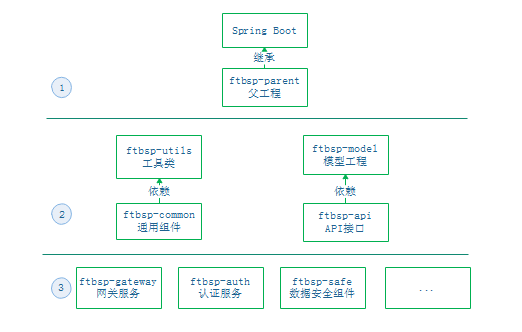 Spring Boot
继承
ftbsp-parent
父工程
1
ftbsp-utils
工具类
ftbsp-model
模型工程
依赖
依赖
2
ftbsp-common
通用组件
ftbsp-api
API接口
3
ftbsp-gateway
网关服务
ftbsp-auth
认证服务
ftbsp-safe
数据安全组件
...